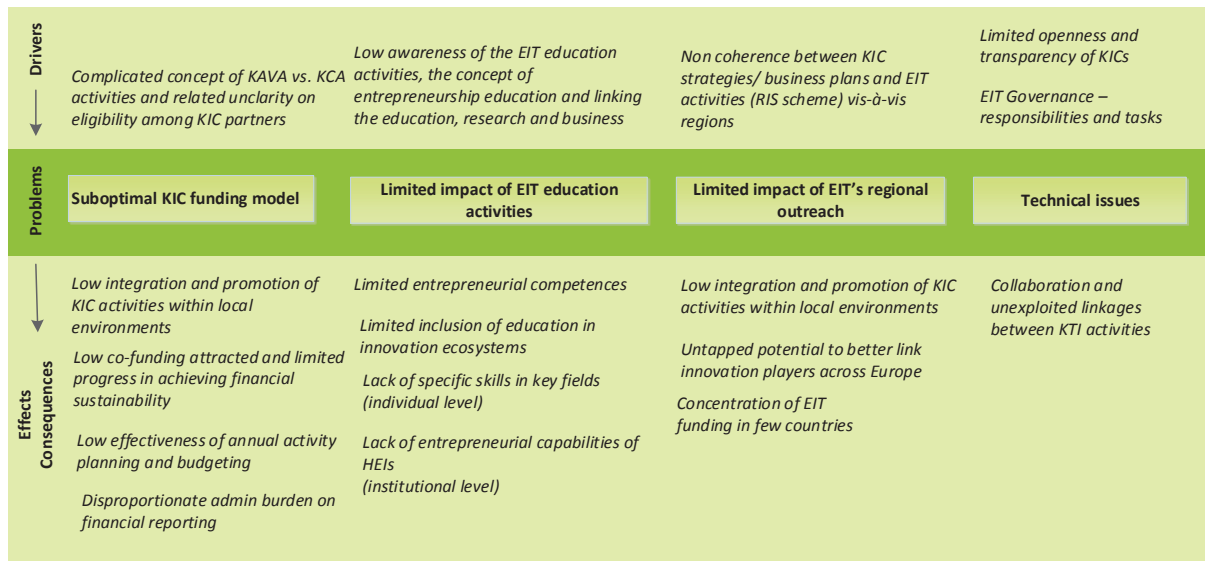 Drivers
Complicated concept of KAVA vs. KCA
activities and related unclarity on
eligibility among KIC partners
Low awareness of the EIT education
activities, the concept of
entrepreneurship education and linking
the education, research and business
Non coherence between KIC
strategies/ business plans and EIT
activities (RIS scheme) vis-à-vis
regions
Limited openness and
transparency of KICs
EIT Governance –
responsibilities and tasks
Problems
Suboptimal KIC funding model
Limited impact of EIT education
activities
Limited impact of EIT’s regional
outreach
Technical issues
Effects
Consequences
Low integration and promotion of
KIC activities within local
environments
Low co-funding attracted and limited
progress in achieving financial
sustainability
Low effectiveness of annual activity
planning and budgeting
Disproportionate admin burden on
financial reporting
Limited entrepreneurial competences
Limited inclusion of education in
innovation ecosystems
Lack of specific skills in key fields
(individual level)
Lack of entrepreneurial capabilities of
HEIs
(institutional level)
Low integration and promotion of KIC
activities within local environments
Untapped potential to better link
innovation players across Europe
Concentration of EIT
funding in few countries
Collaboration and
unexploited linkages
between KTI activities